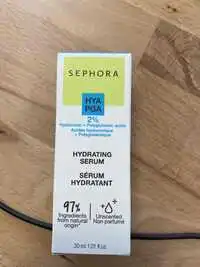 SEPHORA
HYA
PGA
2%
Hyaluronic + Polyglutamic acids
Acides hyaluronique
+ Polyglutamique
HYDRATING
SERUM
SÉRUM
HYDRATANT
97%
Ingredients
from natural
origin
Unscented
Non parfumé
30 ml 1.01 fl.oz.